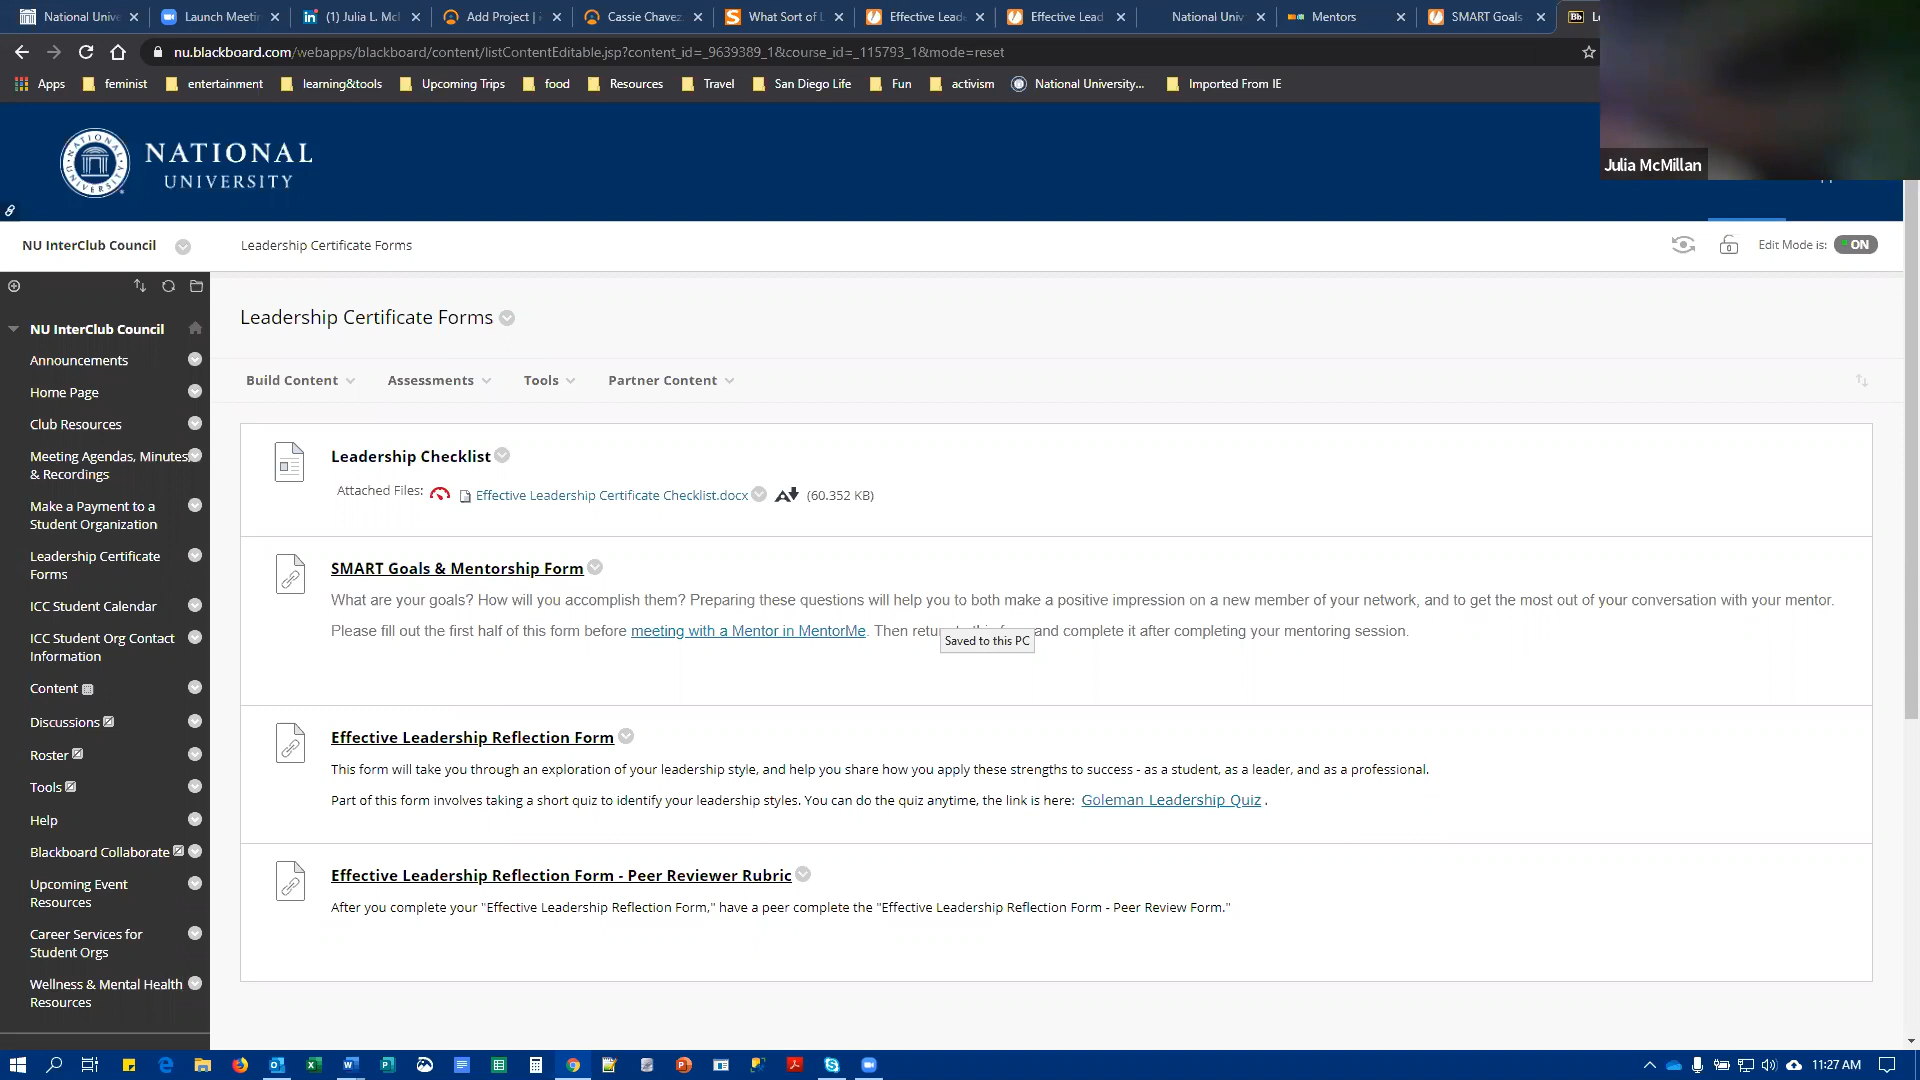 National Unive
Launch Meetin
(1) Julia L. McM
Add Project |
Cassie Chavez
What Sort of L
Effective Leade
Effective Lead
National Univ
Mentors
SMART Goals
nu.blackboard.com/webapps/blackboard/content/listContentEditable.jsp?content_id=_9639389_1&course_id=_115793_1&mode=reset
Apps feminist entertainment learning&tools Upcoming Trips food Resources Travel San Diego Life Fun activism National University... Imported From IE
NATIONAL
UNIVERSITY
Julia McMillan
NU InterClub Council
Leadership Certificate Forms
Edit Mode is: ON
NU InterClub Council
Announcements
Home Page
Club Resources
Meeting Agendas, Minutes,
& Recordings
Make a Payment to a
Student Organization
Leadership Certificate
Forms
ICC Student Calendar
ICC Student Org Contact
Information
Content
Discussions
Roster
Tools
Help
Blackboard Collaborate
Upcoming Event
Resources
Career Services for
Student Orgs
Wellness & Mental Health
Resources
Leadership Certificate Forms
Build Content Assessments Tools Partner Content
Leadership Checklist
Attached Files: Effective Leadership Certificate Checklist.docx (60.352 KB)
SMART Goals & Mentorship Form
What are your goals? How will you accomplish them? Preparing these questions will help you to both make a positive impression on a new member of your network, and to get the most out of your conversation with your mentor.
Please fill out the first half of this form before meeting with a Mentor in MentorMe. Then and complete it after completing your mentoring session.
Saved to this PC
Effective Leadership Reflection Form
This form will take you through an exploration of your leadership style, and help you share how you apply these strengths to success - as a student, as a leader, and as a professional.
Part of this form involves taking a short quiz to identify your leadership styles. You can do the quiz anytime, the link is here: Goleman Leadership Quiz .
Effective Leadership Reflection Form - Peer Reviewer Rubric
After you complete your "Effective Leadership Reflection Form," have a peer complete the "Effective Leadership Reflection Form - Peer Review Form."
11:27 AM